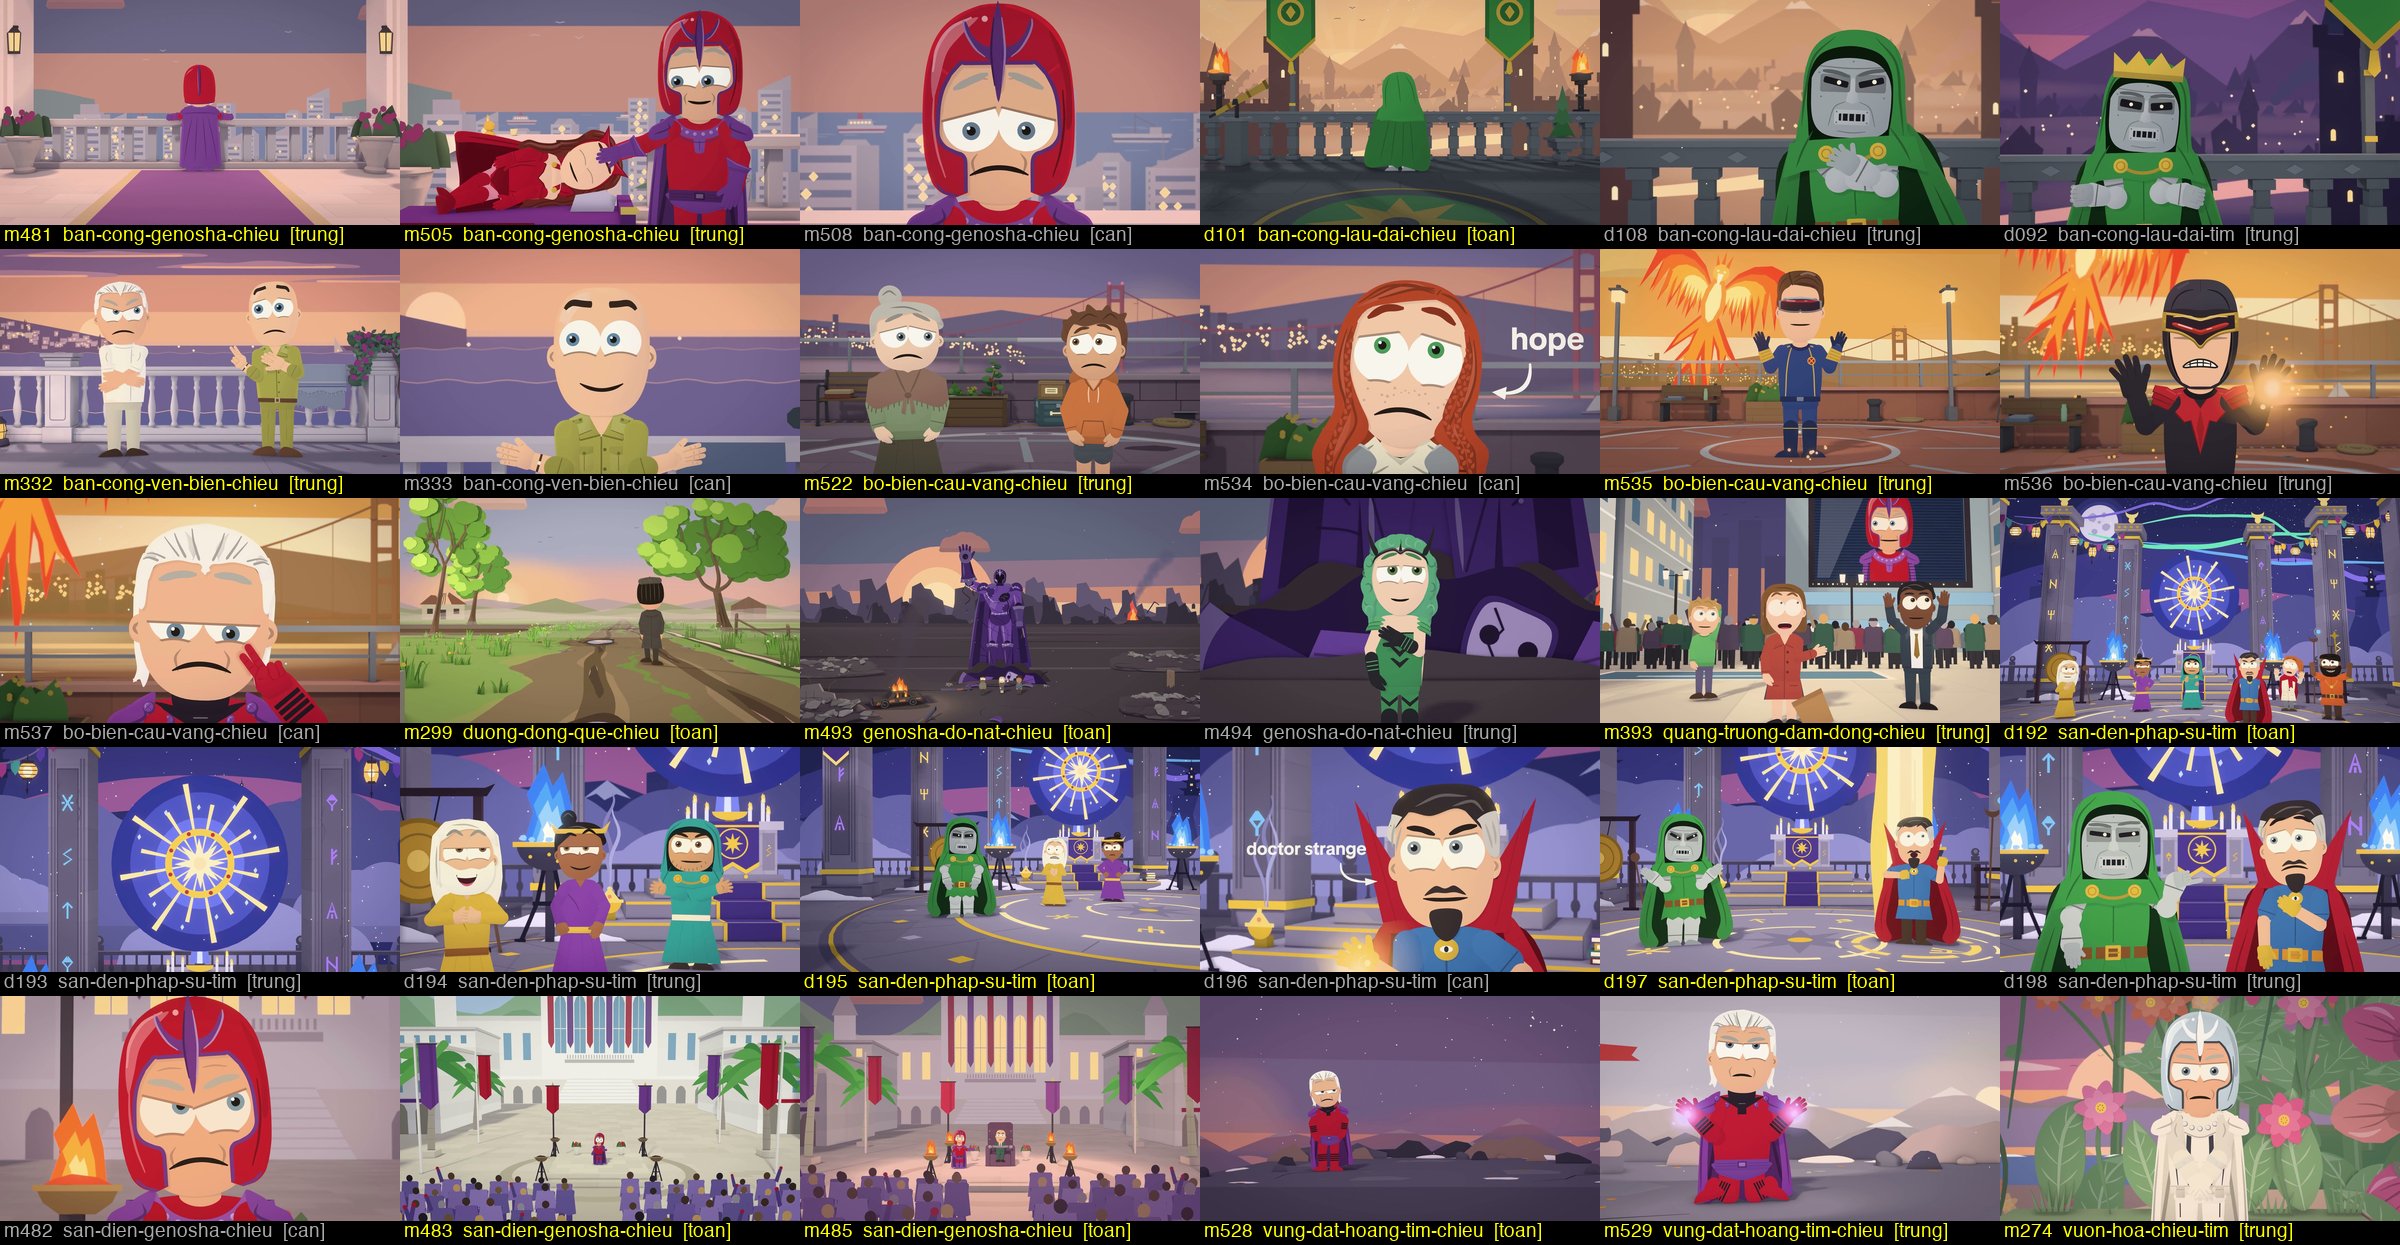 m481 ban-cong-genosha-chieu [trung]
m505 ban-cong-genosha-chieu [trung]
m508 ban-cong-genosha-chieu [can]
d101 ban-cong-lau-dai-chieu [toan]
d108 ban-cong-lau-dai-chieu [trung]
d092 ban-cong-lau-dai-tim [trung]
hope
m332 ban-cong-ven-bien-chieu [trung]
m333 ban-cong-ven-bien-chieu [can]
m522 bo-bien-cau-vang-chieu [trung]
m534 bo-bien-cau-vang-chieu [can]
m535 bo-bien-cau-vang-chieu [trung]
m536 bo-bien-cau-vang-chieu [trung]
m537 bo-bien-cau-vang-chieu [can]
m299 duong-dong-que-chieu [toan]
m493 genosha-do-nat-chieu [toan]
m494 genosha-do-nat-chieu [trung]
m393 quang-truong-dam-dong-chieu [trung]
d192 san-den-phap-su-tim [toan]
doctor strange
d193 san-den-phap-su-tim [trung]
d194 san-den-phap-su-tim [trung]
d195 san-den-phap-su-tim [toan]
d196 san-den-phap-su-tim [can]
d197 san-den-phap-su-tim [toan]
d198 san-den-phap-su-tim [trung]
m482 san-dien-genosha-chieu [can]
m483 san-dien-genosha-chieu [toan]
m485 san-dien-genosha-chieu [toan]
m528 vung-dat-hoang-tim-chieu [toan]
m529 vung-dat-hoang-tim-chieu [trung]
m274 vuon-hoa-chieu-tim [trung]